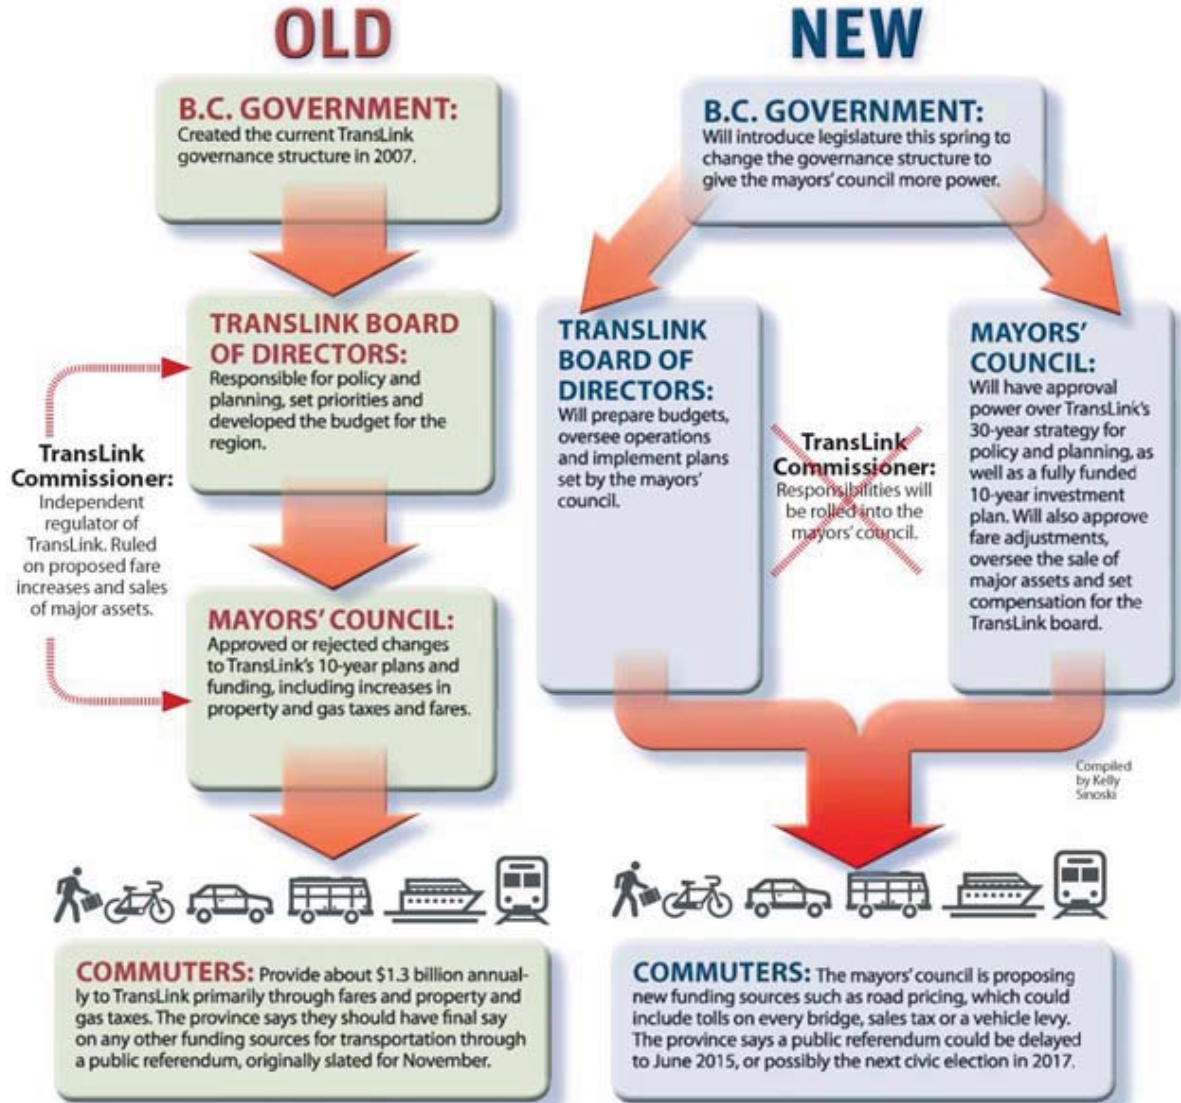 OLD
B.C. GOVERNMENT:
Created the current TransLink
governance structure in 2007.
TRANSLINK BOARD
OF DIRECTORS:
Responsible for policy and
planning, set priorities and
developed the budget for the
region.
TransLink
Commissioner:
Independent
regulator of
TransLink. Ruled
on proposed fare
increases and sales
of major assets.
MAYORS' COUNCIL:
Approved or rejected changes
to TransLink's 10-year plans and
funding, including increases in
property and gas taxes and fares.
COMMUTERS: Provide about $1.3 billion annual-
ly to TransLink primarily through fares and property and
gas taxes. The province says they should have final say
on any other funding sources for transportation through
a public referendum, originally slated for November.
NEW
B.C. GOVERNMENT:
Will introduce legislature this spring to
change the governance structure to
give the mayors' council more power.
TRANSLINK
BOARD OF
DIRECTORS:
Will prepare budgets,
oversee operations
and implement plans
set by the mayors'
council.
TransLink
Commissioner:
Responsibilities will
be rolled into the
mayors' council.
MAYORS'
COUNCIL:
Will have approval
power over TransLink's
30-year strategy for
policy and planning, as
well as a fully funded
10-year investment
plan. Will also approve
fare adjustments,
oversee the sale of
major assets and set
compensation for the
TransLink board.
Compiled
by Kelly
Sinoski
COMMUTERS: The mayors' council is proposing
new funding sources such as road pricing, which could
include tolls on every bridge, sales tax or a vehicle levy.
The province says a public referendum could be delayed
to June 2015, or possibly the next civic election in 2017.